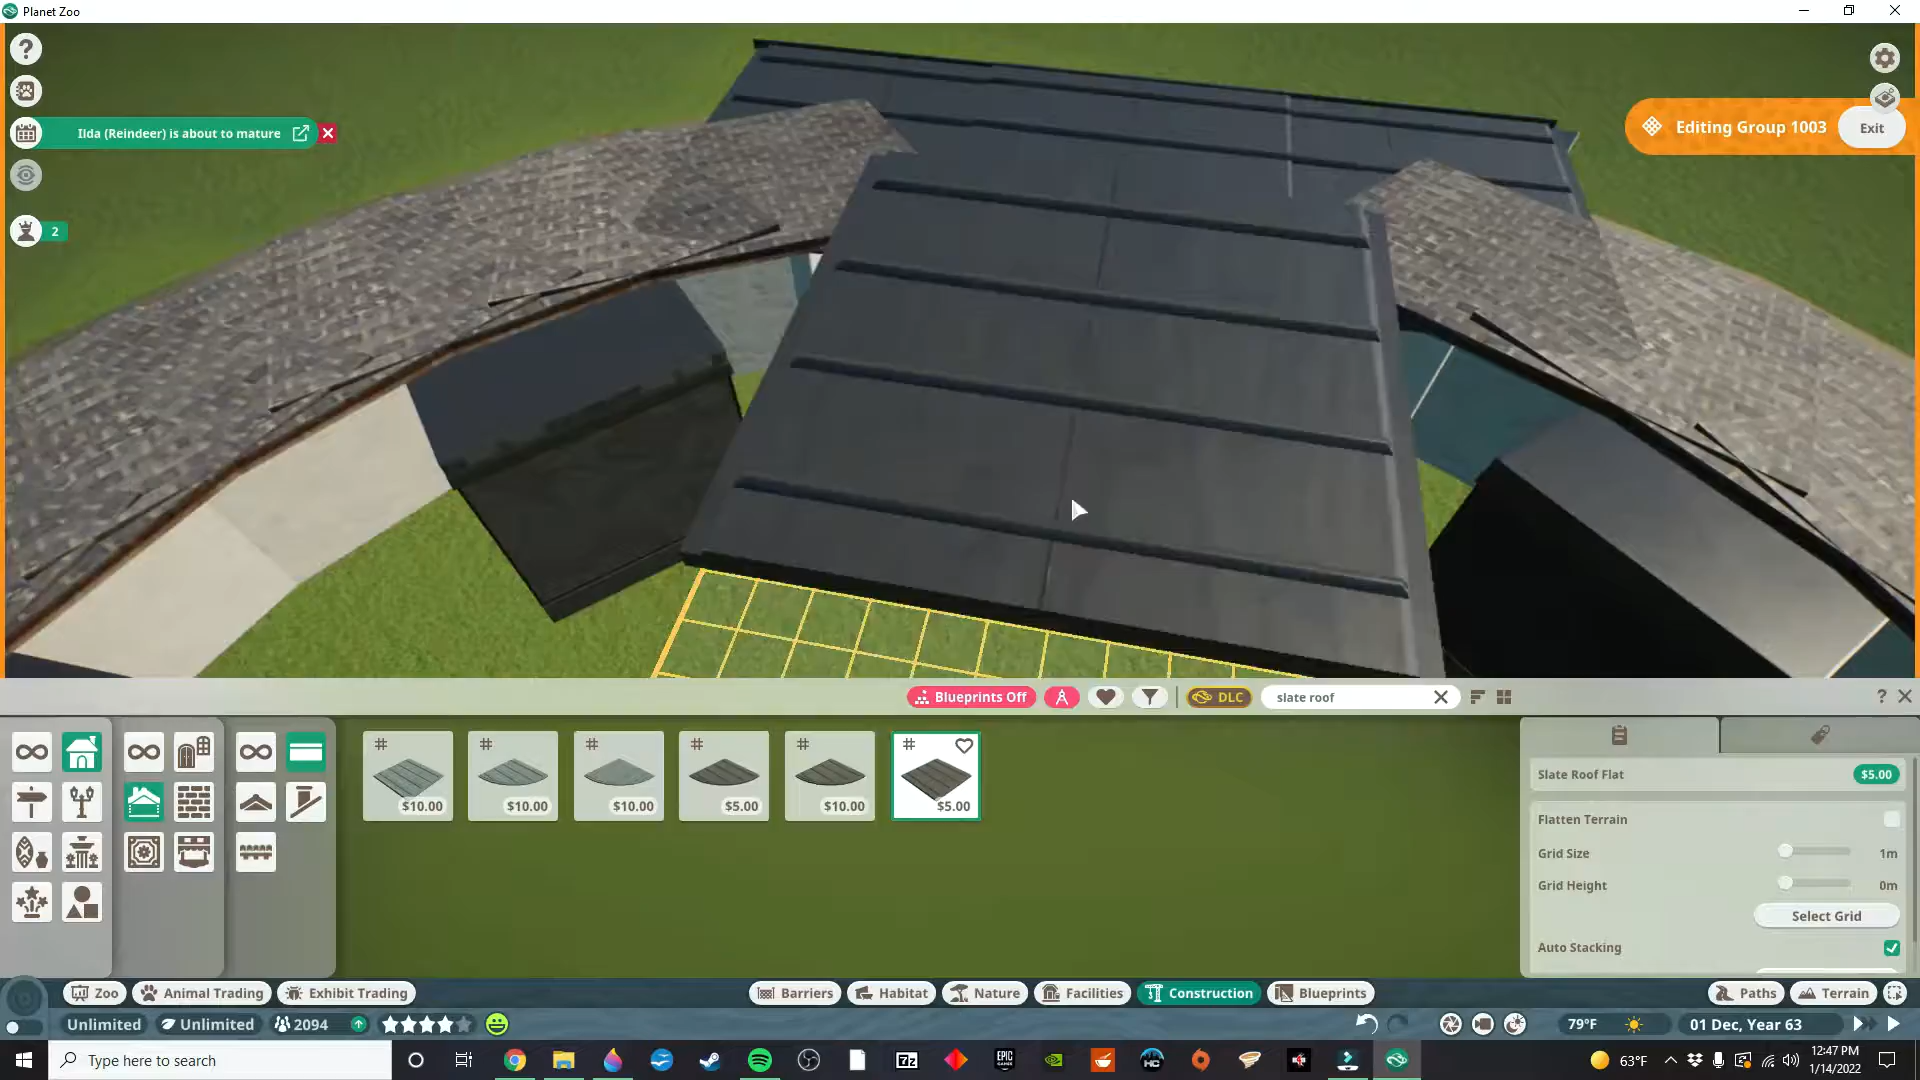 Planet Zoo
Ilda (Reindeer) is about to mature
2
Editing Group 1003
Exit
Blueprints Off
DLC
slate roof
?
$10.00
$10.00
$10.00
$5.00
$10.00
$5.00
Slate Roof Flat
$5.00
Flatten Terrain
Grid Size
1m
Grid Height
0m
Select Grid
Auto Stacking
Zoo
Animal Trading
Exhibit Trading
Barriers
Habitat
Nature
Facilities
Construction
Blueprints
Paths
Terrain
Unlimited
Unlimited
2094
79°F
01 Dec, Year 63
Type here to search
7z
EPIC GAMES
HC
63°F
12:47 PM
1/14/2022